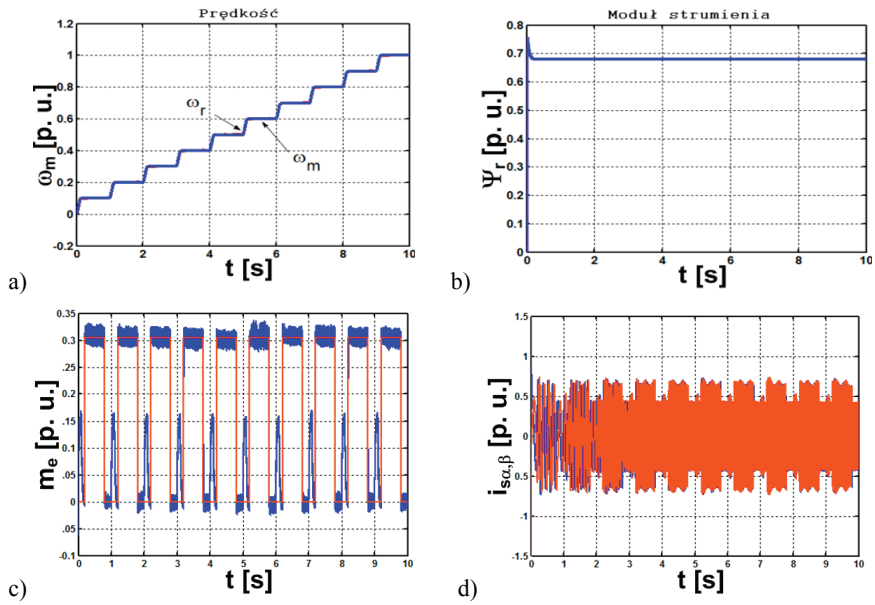 Prędkość
1.2
1
0.8
0.6
0.4
0.2
0
-0.2
ωm [p. u.]
ωr
ωm
0 2 4 6 8 10
t [s]
a)
Moduł strumienia
0.8
0.7
0.6
0.5
0.4
0.3
0.2
0.1
0
Ψr [p. u.]
0 2 4 6 8 10
t [s]
b)
0.35
0.3
0.25
0.2
0.15
0.1
.05
0
.05
-0.1
me [p. u.]
0 1 2 3 4 5 6 7 8 9 10
t [s]
c)
1.5
1
0.5
0
-0.5
-1
-1.5
isα,β [p. u.]
0 1 2 3 4 5 6 7 8 9 10
t [s]
d)